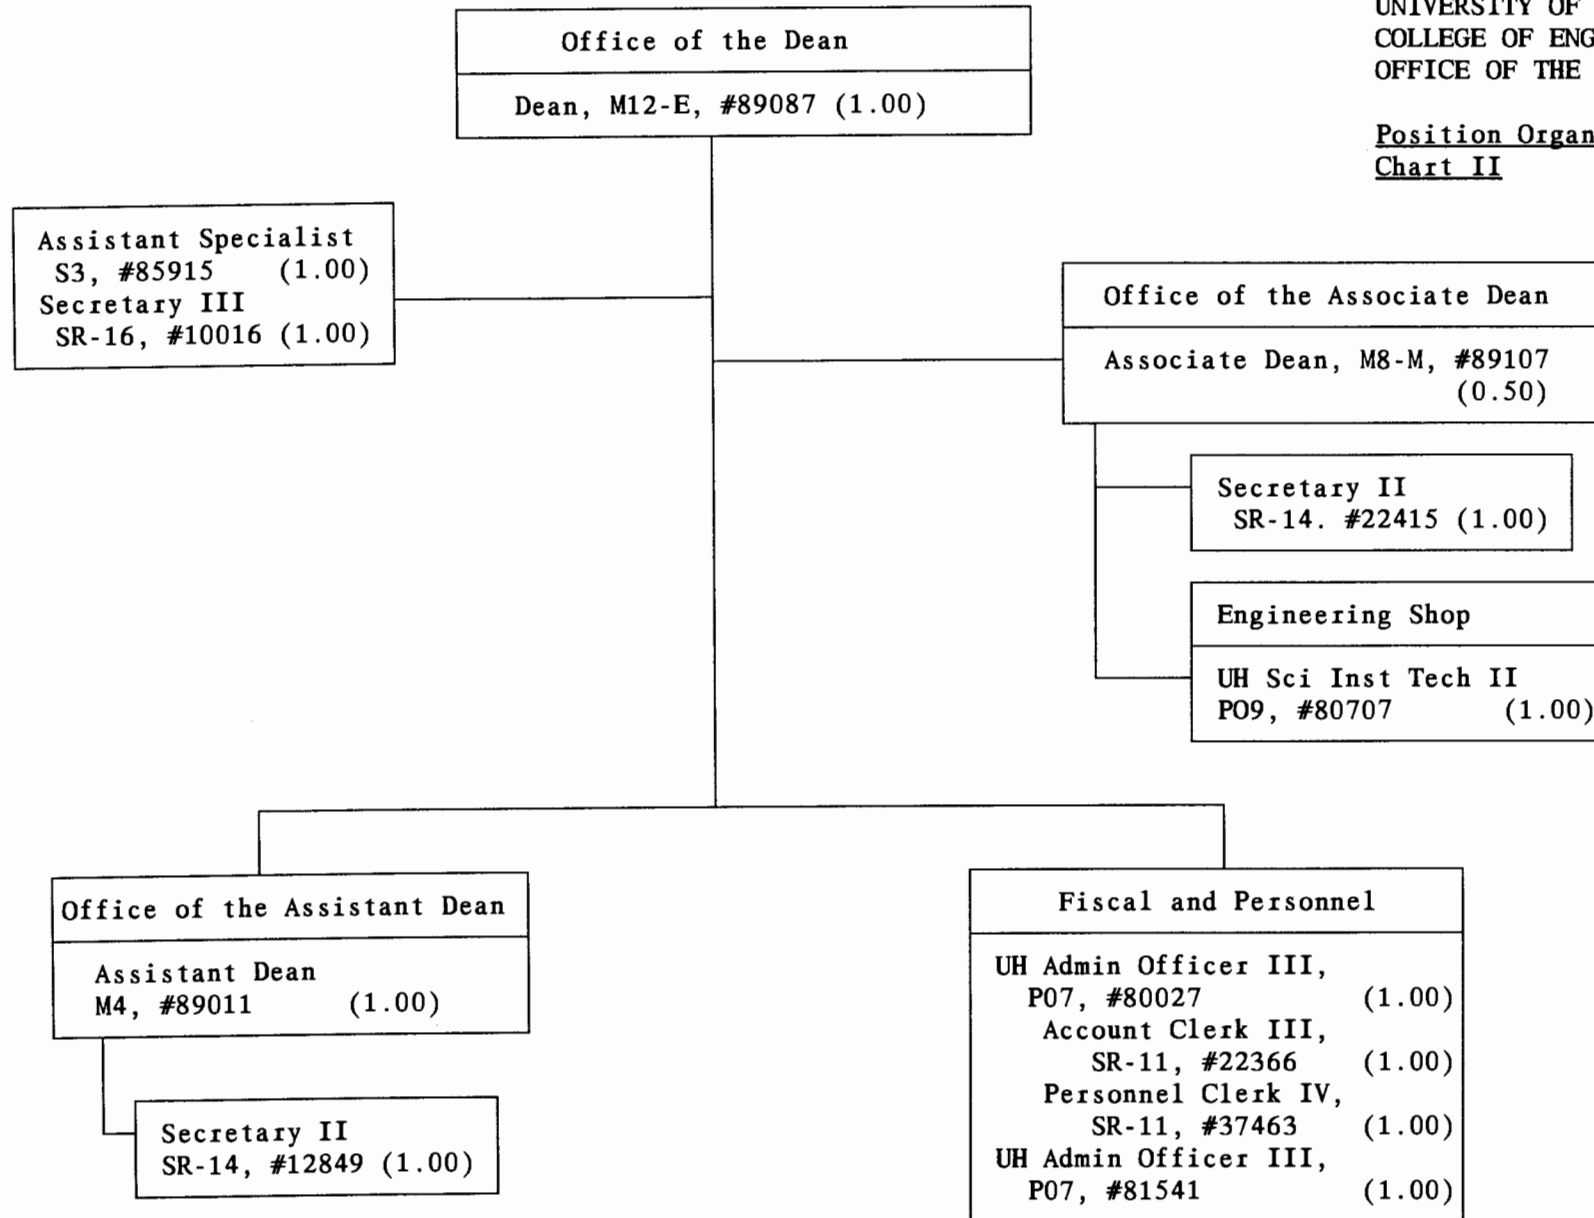 UNIVERSITY OF
COLLEGE OF ENG
OFFICE OF THE
Position Organ
Chart II
Office of the Dean
Dean, M12-E, #89087 (1.00)
Assistant Specialist
S3, #85915 (1.00)
Secretary III
SR-16, #10016 (1.00)
Office of the Associate Dean
Associate Dean, M8-M, #89107
(0.50)
Secretary II
SR-14. #22415 (1.00)
Engineering Shop
UH Sci Inst Tech II
PO9, #80707 (1.00)
Office of the Assistant Dean
Assistant Dean
M4, #89011 (1.00)
Secretary II
SR-14, #12849 (1.00)
Fiscal and Personnel
UH Admin Officer III,
P07, #80027 (1.00)
Account Clerk III,
SR-11, #22366 (1.00)
Personnel Clerk IV,
SR-11, #37463 (1.00)
UH Admin Officer III,
P07, #81541 (1.00)